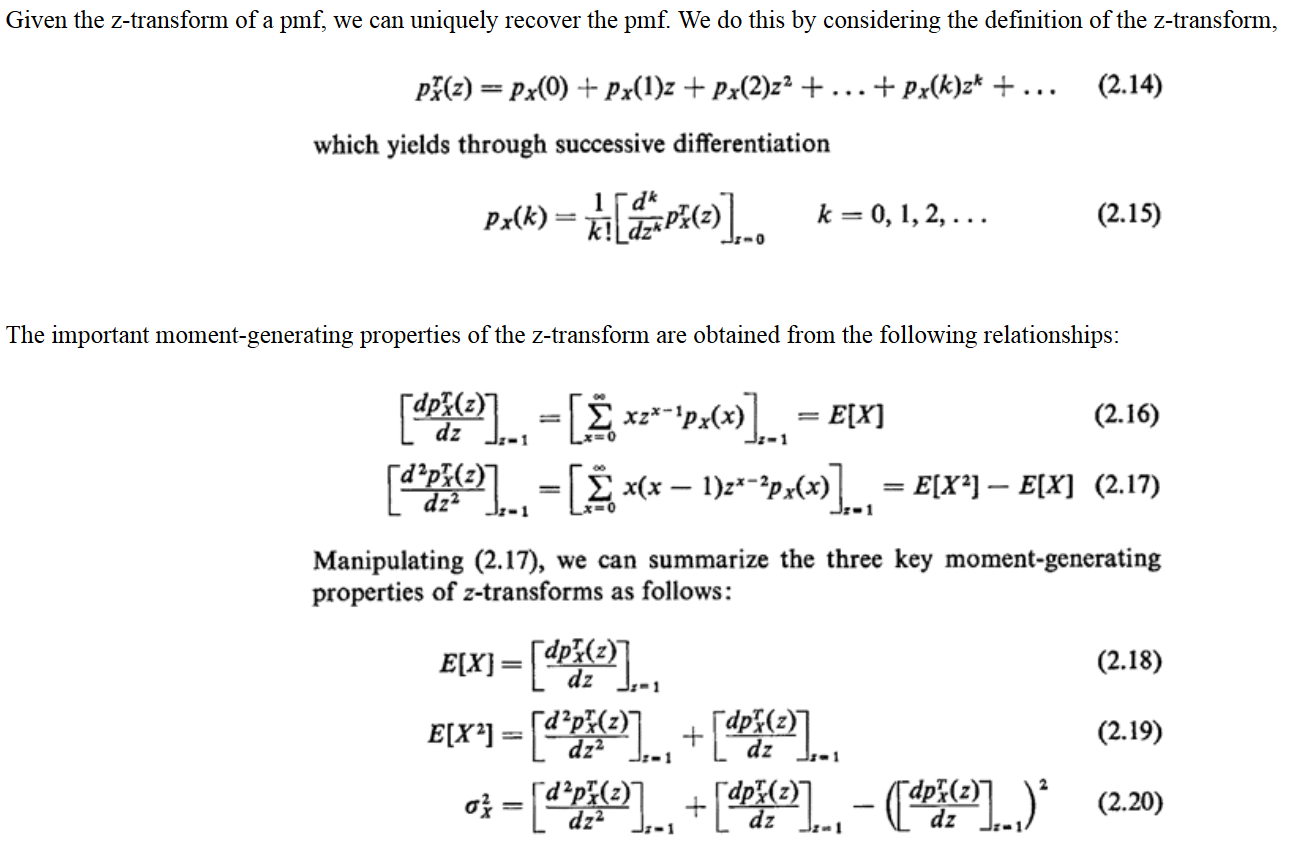 Given the z-transform of a pmf, we can uniquely recover the pmf. We do this by considering the definition of the z-transform,
p_X^T(z) = p_X(0) + p_X(1)z + p_X(2)z² + . . . + p_X(k)z^k + . . . (2.14)
which yields through successive differentiation
p_X(k) = 1/k! [d^k/dz^k p_X^T(z)]_{z=0} k = 0, 1, 2, . . . (2.15)
The important moment-generating properties of the z-transform are obtained from the following relationships:
[dp_X^T(z)/dz]_{z=1} = [∑_{x=0}^∞ xz^{x-1}p_X(x)]_{z=1} = E[X] (2.16)
[d²p_X^T(z)/dz²]_{z=1} = [∑_{x=0}^∞ x(x − 1)z^{x-2}p_X(x)]_{z=1} = E[X²] − E[X] (2.17)
Manipulating (2.17), we can summarize the three key moment-generating
properties of z-transforms as follows:
E[X] = [dp_X^T(z)/dz]_{z=1} (2.18)
E[X²] = [d²p_X^T(z)/dz²]_{z=1} + [dp_X^T(z)/dz]_{z=1} (2.19)
σ_X² = [d²p_X^T(z)/dz²]_{z=1} + [dp_X^T(z)/dz]_{z=1} − ([dp_X^T(z)/dz]_{z=1})² (2.20)